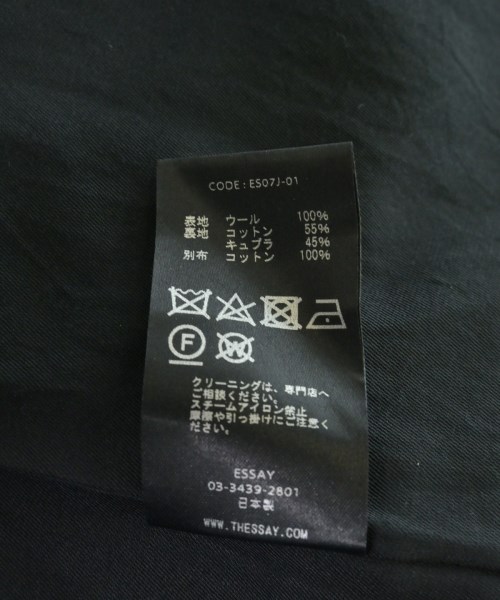 CODE : ES07J-01
表地 ウール 100%
裏地 コットン 55%
キュプラ 45%
別布 コットン 100%
F W
クリーニングは、専門店へ
ご相談ください。
スチームアイロン禁止
摩擦や引っ掛けにご注意く
ださい。
ESSAY
03-3439-2801
日本製
WWW.THESSAY.COM